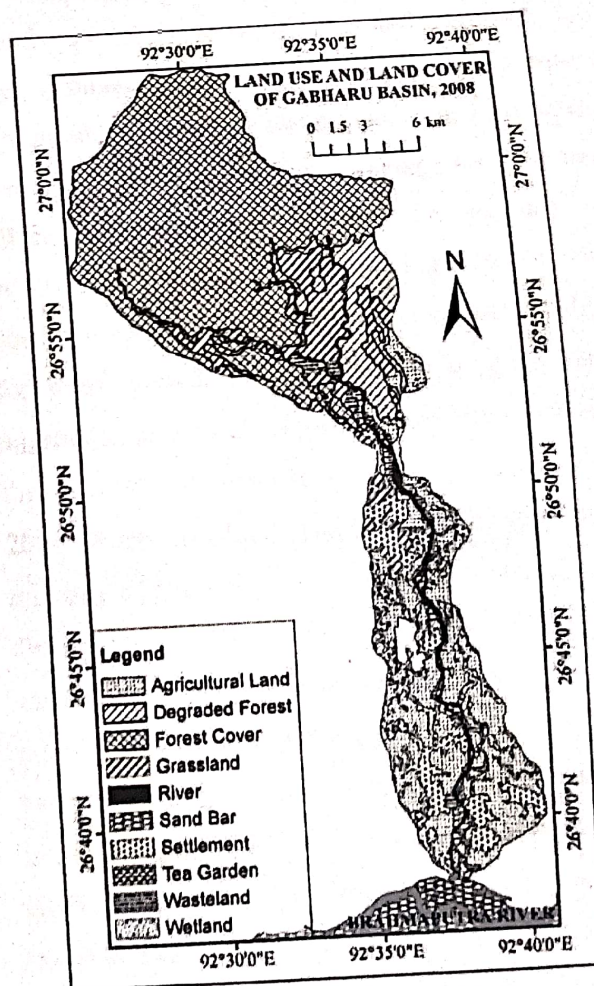 92°30'0"E 92°35'0"E 92°40'0"E
LAND USE AND LAND COVER
OF GABHARU BASIN, 2008
0 1.5 3 6 km
27°0'0"N
27°0'0"N
N
26°55'0"N
26°55'0"N
26°50'0"N
26°50'0"N
26°45'0"N
26°45'0"N
26°40'0"N
26°40'0"N
Legend
Agricultural Land
Degraded Forest
Forest Cover
Grassland
River
Sand Bar
Settlement
Tea Garden
Wasteland
Wetland
BRAHMAPUTRA RIVER
92°30'0"E 92°35'0"E 92°40'0"E